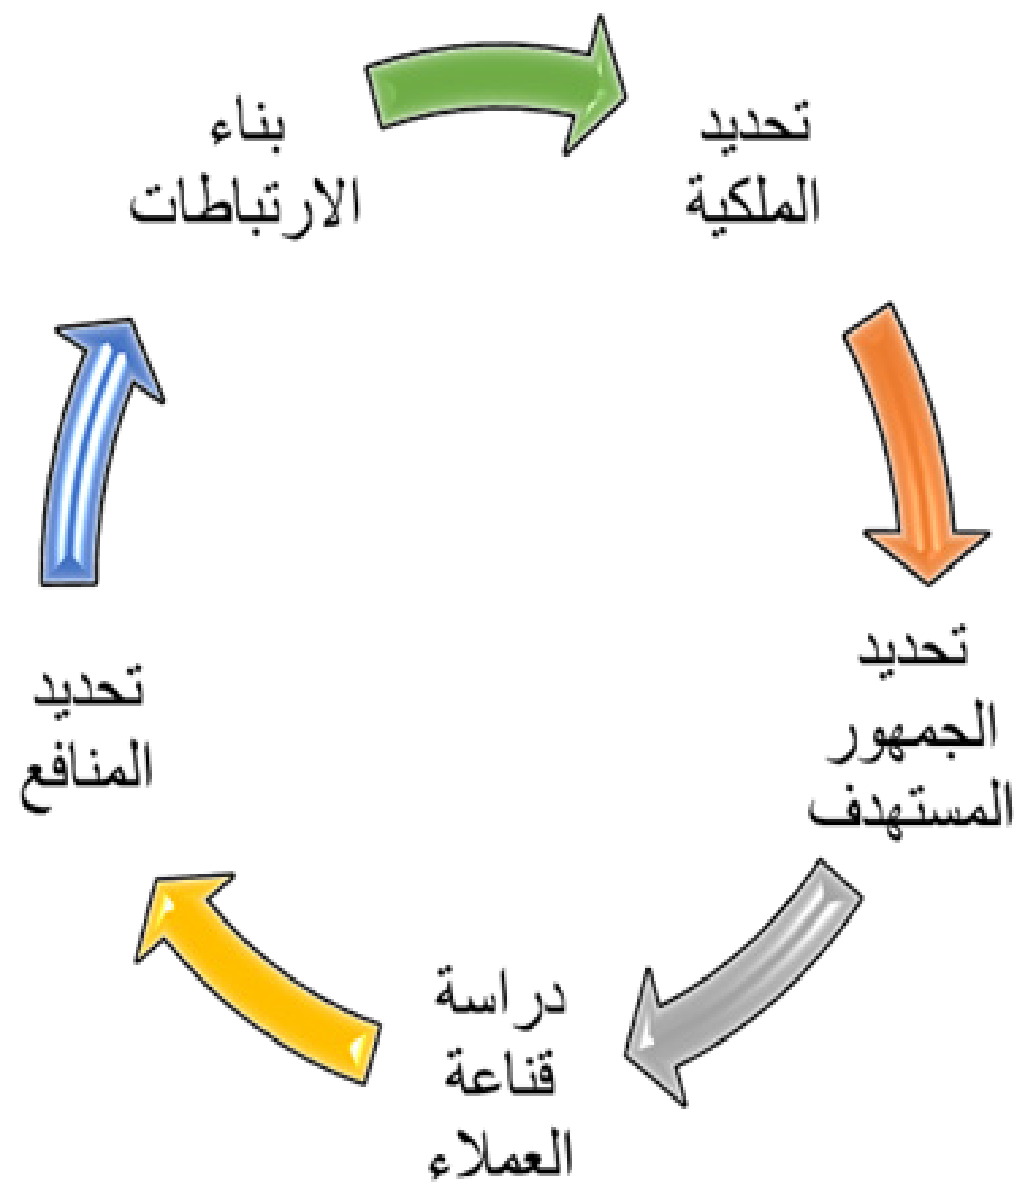 تحديد
الملكية
تحديد
الجمهور
المستهدف
دراسة
قناعة
العملاء
تحديد
المنافع
بناء
الارتباطات